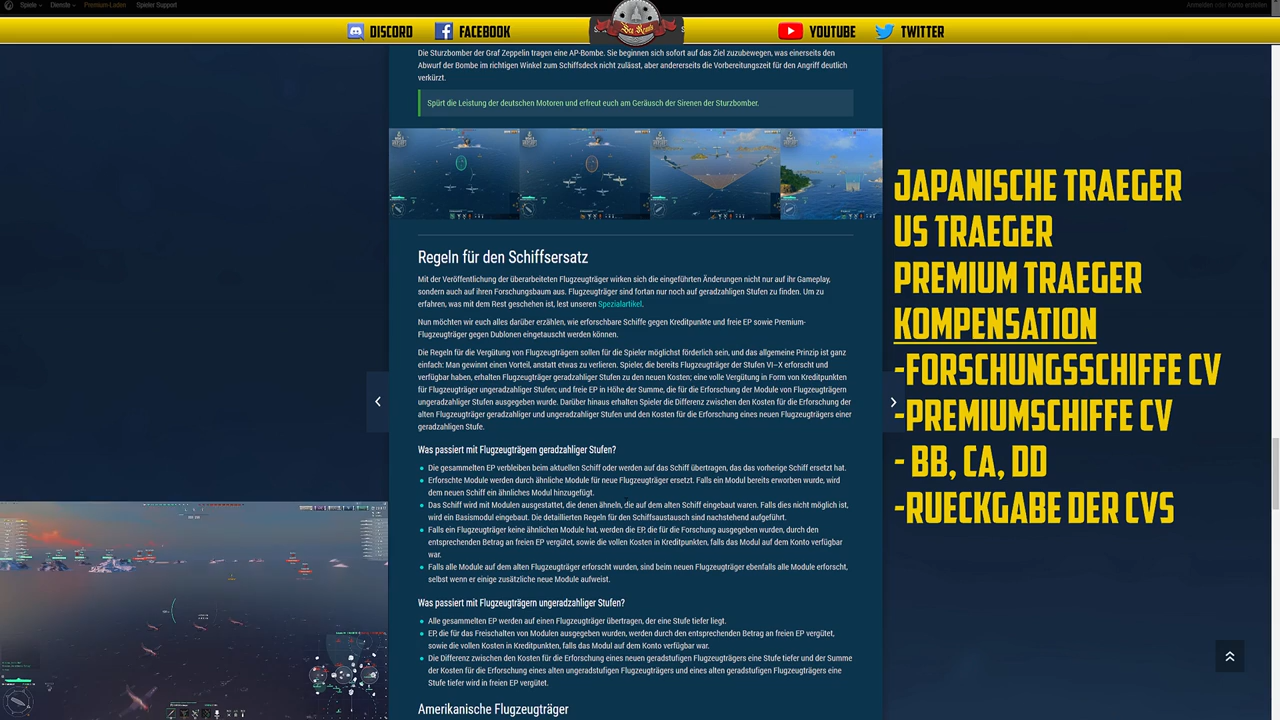 Spiele
Dienste
Premium-Laden
Spieler Support
Anmelden oder Konto erstellen
DISCORD
FACEBOOK
YOUTUBE
TWITTER
Die Sturzbomber der Graf Zeppelin tragen eine AP-Bombe. Sie beginnen sich sofort auf das Ziel zuzubewegen, was einerseits den
Abwurf der Bombe im richtigen Winkel zum Schiffsdeck nicht zulässt, aber andererseits die Vorbereitungszeit für den Angriff deutlich
verkürzt.
Spürt die Leistung der deutschen Motoren und erfreut euch am Geräusch der Sirenen der Sturzbomber.
Regeln für den Schiffsersatz
Mit der Veröffentlichung der überarbeiteten Flugzeugträger wirken sich die eingeführten Änderungen nicht nur auf ihr Gameplay,
sondern auch auf ihren Forschungsbaum aus. Flugzeugträger sind fortan nur noch auf geradzahligen Stufen zu finden. Um zu
erfahren, was mit dem Rest geschehen ist, lest unseren Spezialartikel.
Nun möchten wir euch alles darüber erzählen, wie erforschbare Schiffe gegen Kreditpunkte und freie EP sowie Premium-
Flugzeugträger gegen Dublonen eingetauscht werden können.
Die Regeln für die Vergütung von Flugzeugträgern sollen für die Spieler möglichst förderlich sein, und das allgemeine Prinzip ist ganz
einfach: Man gewinnt einen Vorteil, anstatt etwas zu verlieren. Spieler, die bereits Flugzeugträger der Stufen VI–X erforscht und
verfügbar haben, erhalten Flugzeugträger geradzahliger Stufen zu den neuen Kosten; eine volle Vergütung in Form von Kreditpunkten
für Flugzeugträger ungeradzahliger Stufen; und freie EP in Höhe der Summe, die für die Erforschung der Module von Flugzeugträgern
ungeradzahliger Stufen ausgegeben wurde. Darüber hinaus erhalten Spieler die Differenz zwischen den Kosten für die Erforschung der
alten Flugzeugträger geradzahliger und ungeradzahliger Stufen und den Kosten für die Erforschung eines neuen Flugzeugträgers einer
geradzahligen Stufe.
Was passiert mit Flugzeugträgern geradzahliger Stufen?
Die gesammelten EP verbleiben beim aktuellen Schiff oder werden auf das Schiff übertragen, das das vorherige Schiff ersetzt hat.
Erforschte Module werden durch ähnliche Module für neue Flugzeugträger ersetzt. Falls ein Modul bereits erworben wurde, wird
dem neuen Schiff ein ähnliches Modul hinzugefügt.
Das Schiff wird mit Modulen ausgestattet, die denen ähneln, die auf dem alten Schiff eingebaut waren. Falls dies nicht möglich ist,
wird ein Basismodul eingebaut. Die detaillierten Regeln für den Schiffsaustausch sind nachstehend aufgeführt.
Falls ein Flugzeugträger keine ähnlichen Module hat, werden die EP, die für die Forschung ausgegeben wurden, durch den
entsprechenden Betrag an freien EP vergütet, sowie die vollen Kosten in Kreditpunkten, falls das Modul auf dem Konto verfügbar
war.
Falls alle Module auf dem alten Flugzeugträger erforscht wurden, sind beim neuen Flugzeugträger ebenfalls alle Module erforscht,
selbst wenn er einige zusätzliche neue Module aufweist.
Was passiert mit Flugzeugträgern ungeradzahliger Stufen?
Alle gesammelten EP werden auf einen Flugzeugträger übertragen, der eine Stufe tiefer liegt.
EP, die für das Freischalten von Modulen ausgegeben wurden, werden durch den entsprechenden Betrag an freien EP vergütet,
sowie die vollen Kosten in Kreditpunkten, falls das Modul auf dem Konto verfügbar war.
Die Differenz zwischen den Kosten für die Erforschung eines neuen geradstufigen Flugzeugträgers eine Stufe tiefer und der Summe
der Kosten für die Erforschung eines alten ungeradstufigen Flugzeugträgers und eines alten geradstufigen Flugzeugträgers eine
Stufe tiefer wird in freien EP vergütet.
Amerikanische Flugzeugträger
JAPANISCHE TRAEGER
US TRAEGER
PREMIUM TRAEGER
KOMPENSATION
-FORSCHUNGSSCHIFFE CV
-PREMIUMSCHIFFE CV
- BB, CA, DD
-RUECKGABE DER CVS